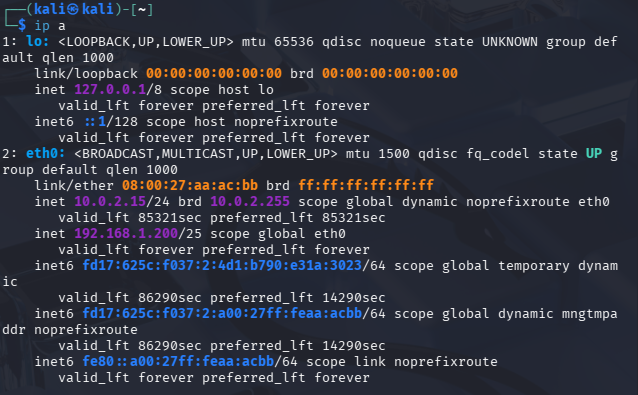 ┌──(kali㉿kali)-[~]
└─$ ip a
1: lo: <LOOPBACK,UP,LOWER_UP> mtu 65536 qdisc noqueue state UNKNOWN group def
ault qlen 1000
    link/loopback 00:00:00:00:00:00 brd 00:00:00:00:00:00
    inet 127.0.0.1/8 scope host lo
       valid_lft forever preferred_lft forever
    inet6 ::1/128 scope host noprefixroute
       valid_lft forever preferred_lft forever
2: eth0: <BROADCAST,MULTICAST,UP,LOWER_UP> mtu 1500 qdisc fq_codel state UP g
roup default qlen 1000
    link/ether 08:00:27:aa:ac:bb brd ff:ff:ff:ff:ff:ff
    inet 10.0.2.15/24 brd 10.0.2.255 scope global dynamic noprefixroute eth0
       valid_lft 85321sec preferred_lft 85321sec
    inet 192.168.1.200/25 scope global eth0
       valid_lft forever preferred_lft forever
    inet6 fd17:625c:f037:2:4d1:b790:e31a:3023/64 scope global temporary dynam
ic
       valid_lft 86290sec preferred_lft 14290sec
    inet6 fd17:625c:f037:2:a00:27ff:feaa:acbb/64 scope global dynamic mngtmpa
ddr noprefixroute
       valid_lft 86290sec preferred_lft 14290sec
    inet6 fe80::a00:27ff:feaa:acbb/64 scope link noprefixroute
       valid_lft forever preferred_lft forever